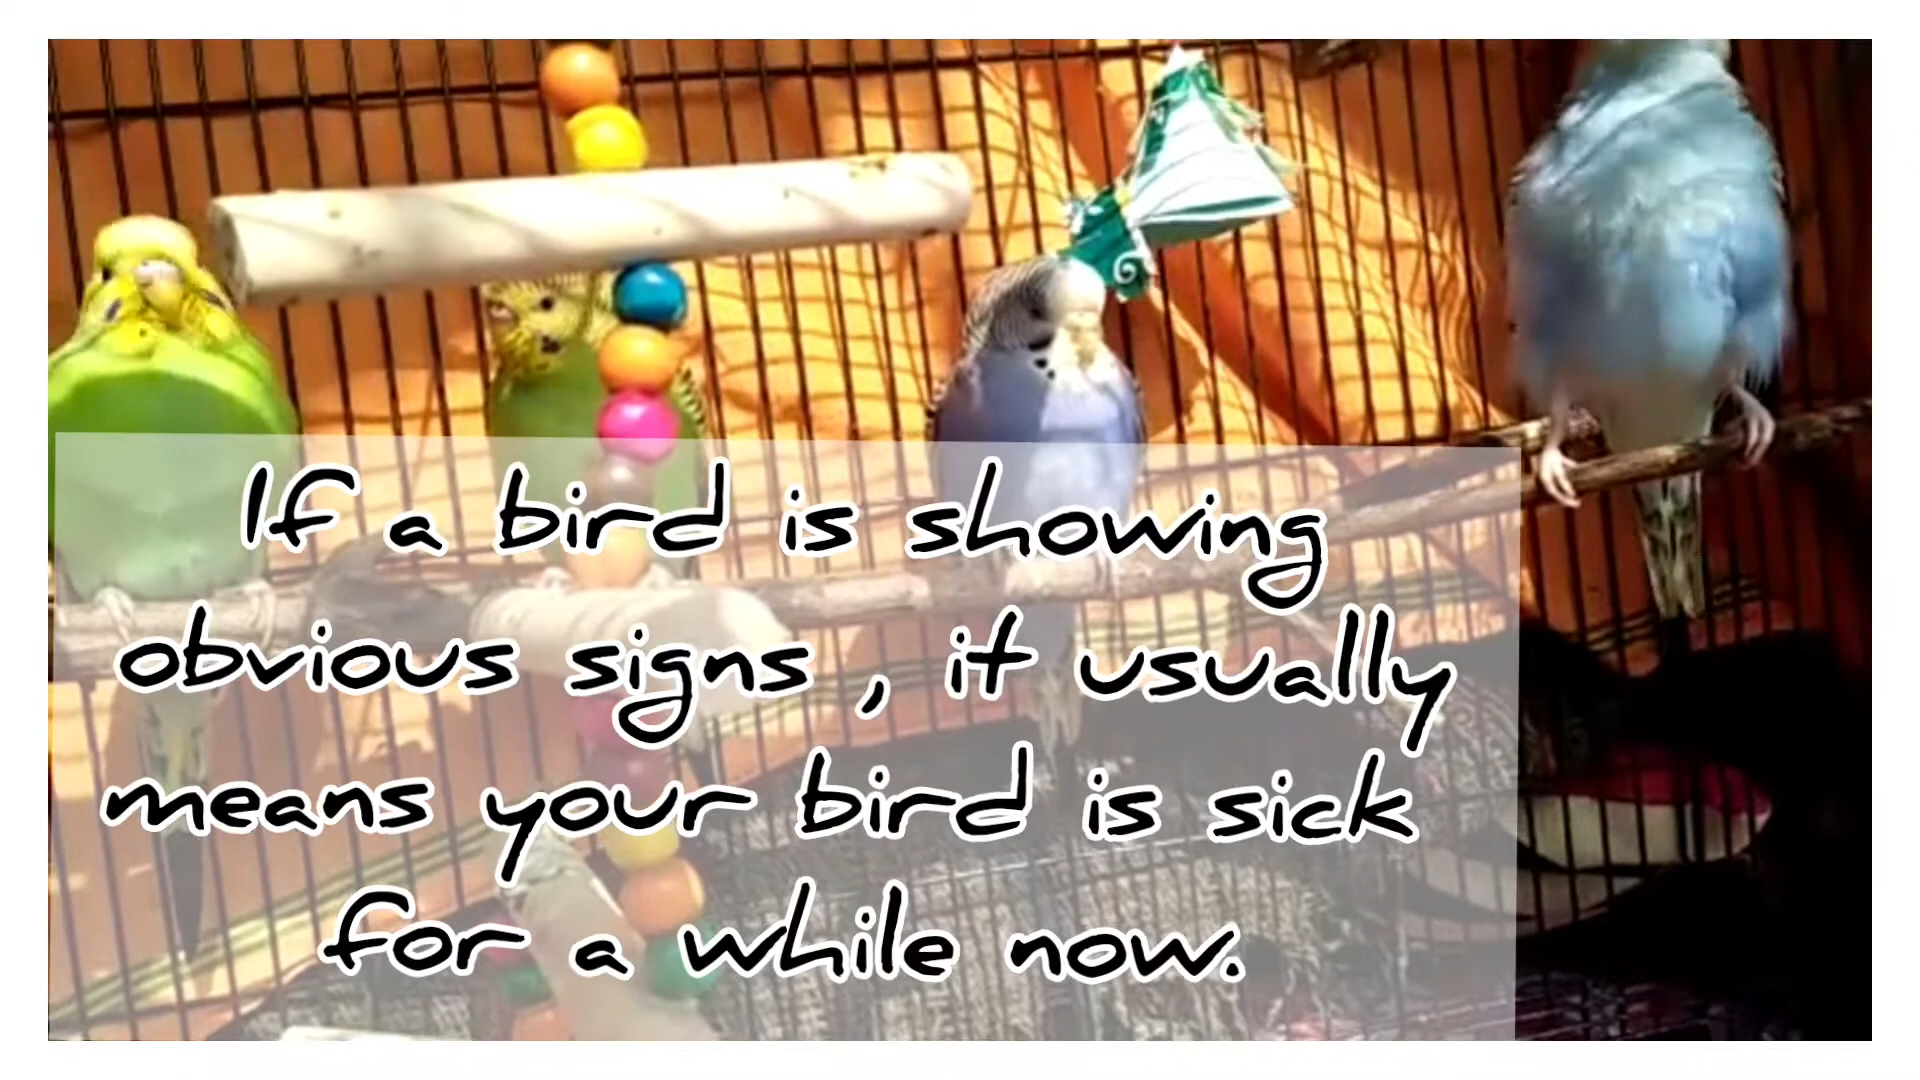 If a bird is showing
obvious signs , it usually
means your bird is sick
for a while now.